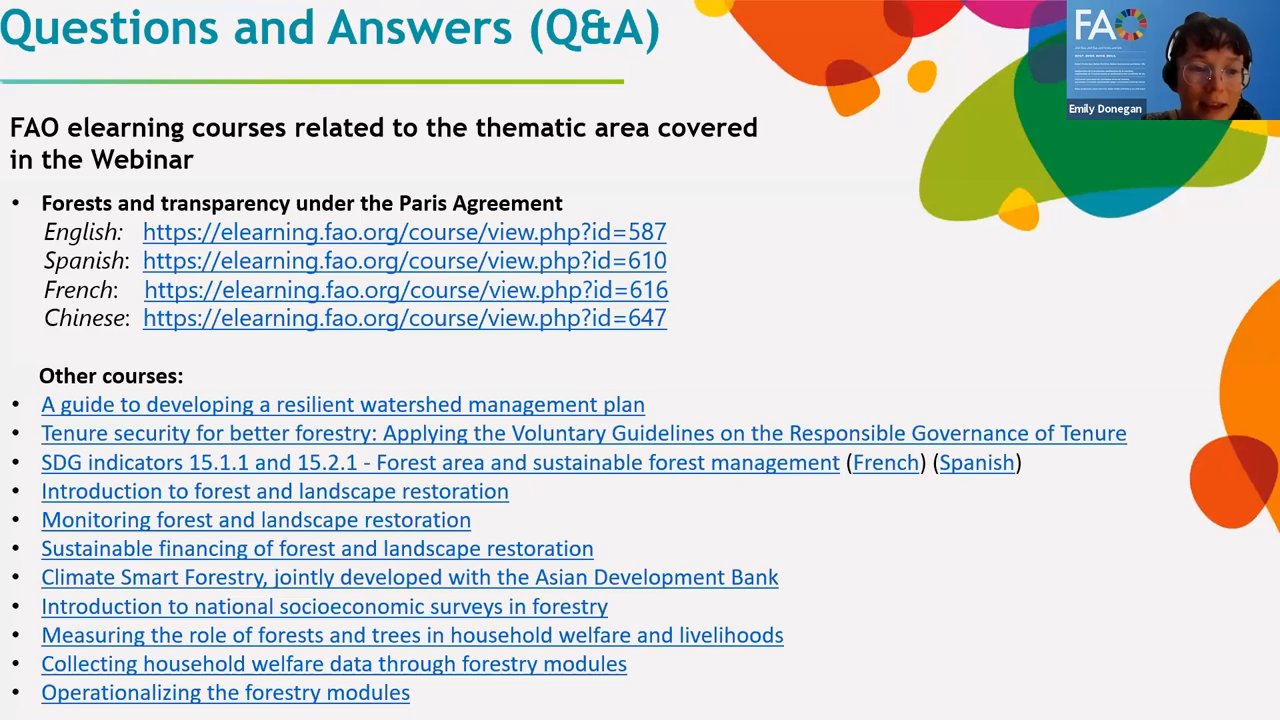 Questions and Answers (Q&A)
FAO
Emily Donegan
FAO elearning courses related to the thematic area covered
in the Webinar
• Forests and transparency under the Paris Agreement
English: https://elearning.fao.org/course/view.php?id=587
Spanish: https://elearning.fao.org/course/view.php?id=610
French: https://elearning.fao.org/course/view.php?id=616
Chinese: https://elearning.fao.org/course/view.php?id=647
Other courses:
• A guide to developing a resilient watershed management plan
• Tenure security for better forestry: Applying the Voluntary Guidelines on the Responsible Governance of Tenure
• SDG indicators 15.1.1 and 15.2.1 - Forest area and sustainable forest management (French) (Spanish)
• Introduction to forest and landscape restoration
• Monitoring forest and landscape restoration
• Sustainable financing of forest and landscape restoration
• Climate Smart Forestry, jointly developed with the Asian Development Bank
• Introduction to national socioeconomic surveys in forestry
• Measuring the role of forests and trees in household welfare and livelihoods
• Collecting household welfare data through forestry modules
• Operationalizing the forestry modules